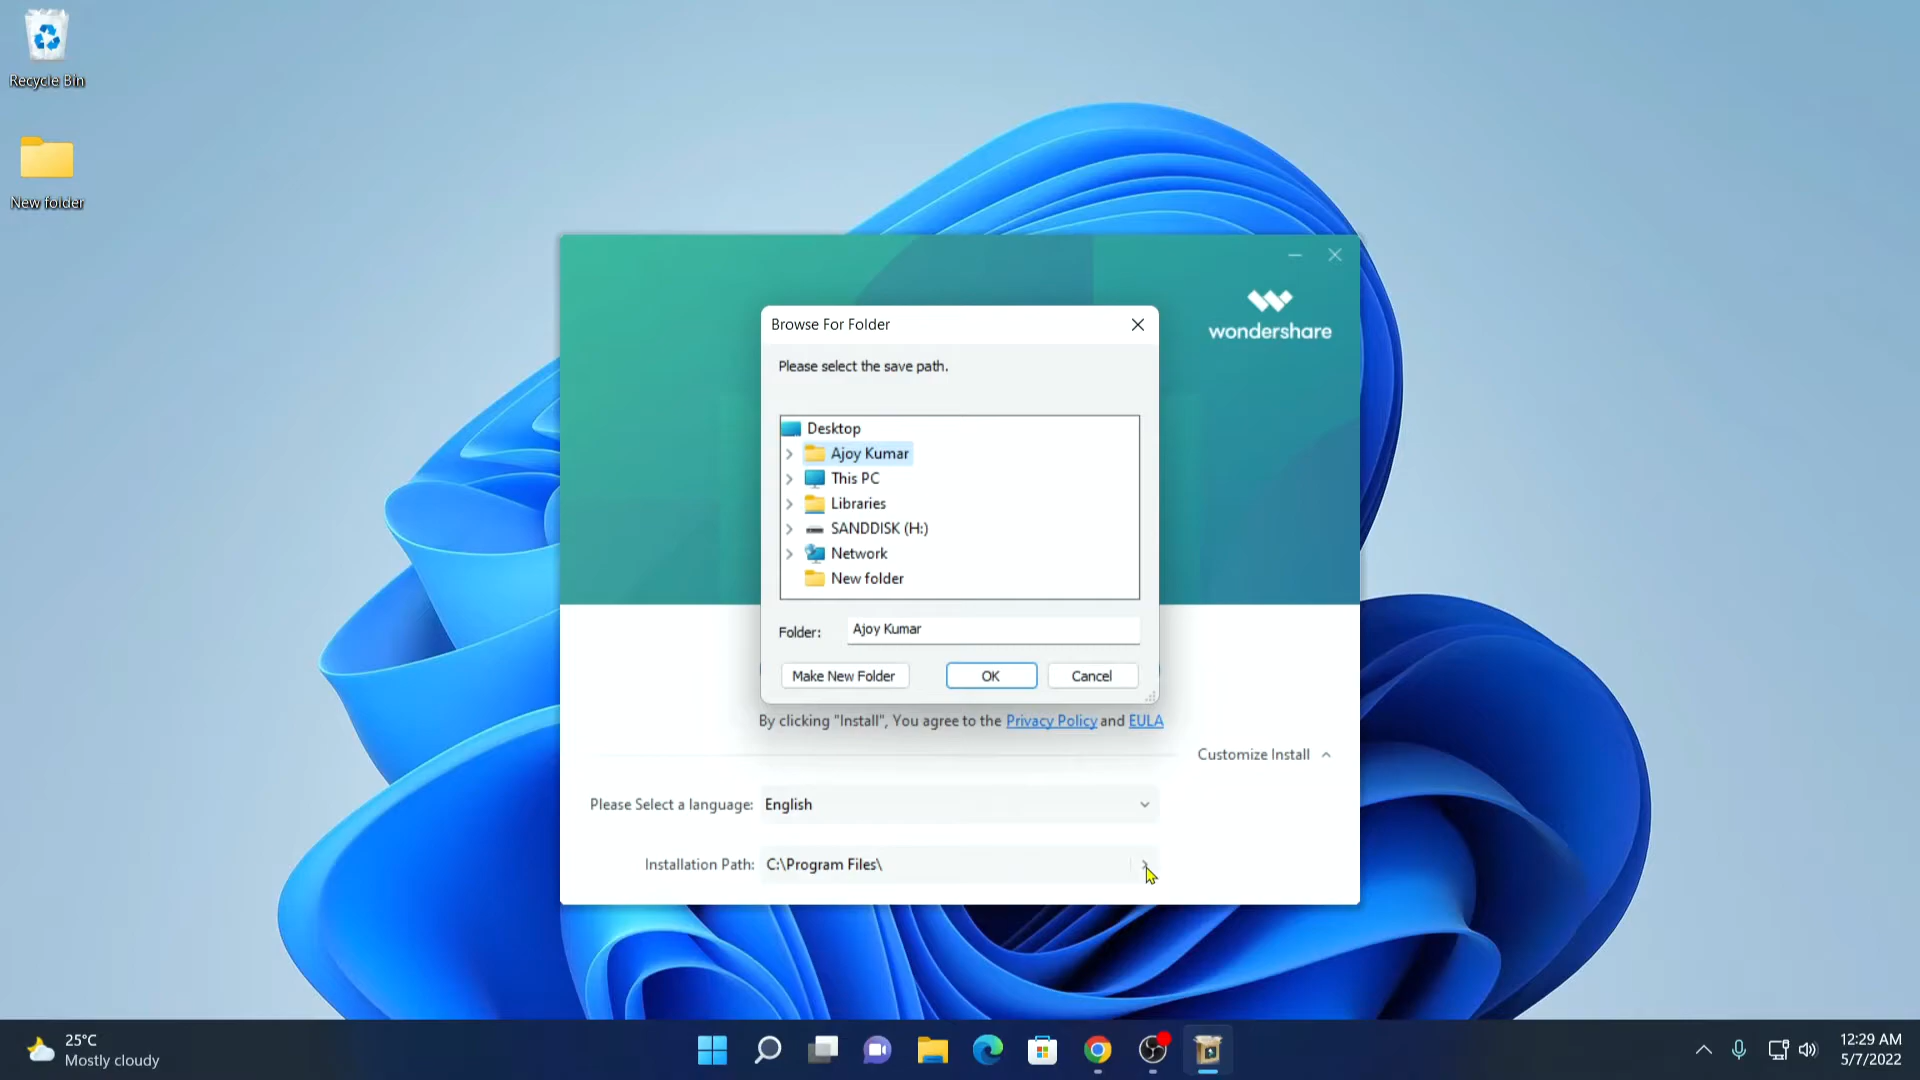 Recycle Bin
New folder
wondershare
Browse For Folder
Please select the save path.
Desktop
Ajoy Kumar
This PC
Libraries
SANDDISK (H:)
Network
New folder
Folder: Ajoy Kumar
Make New Folder OK Cancel
By clicking "Install", You agree to the Privacy Policy and EULA
Customize Install
Please Select a language: English
Installation Path: C:\Program Files\
25°C
Mostly cloudy
12:29 AM
5/7/2022